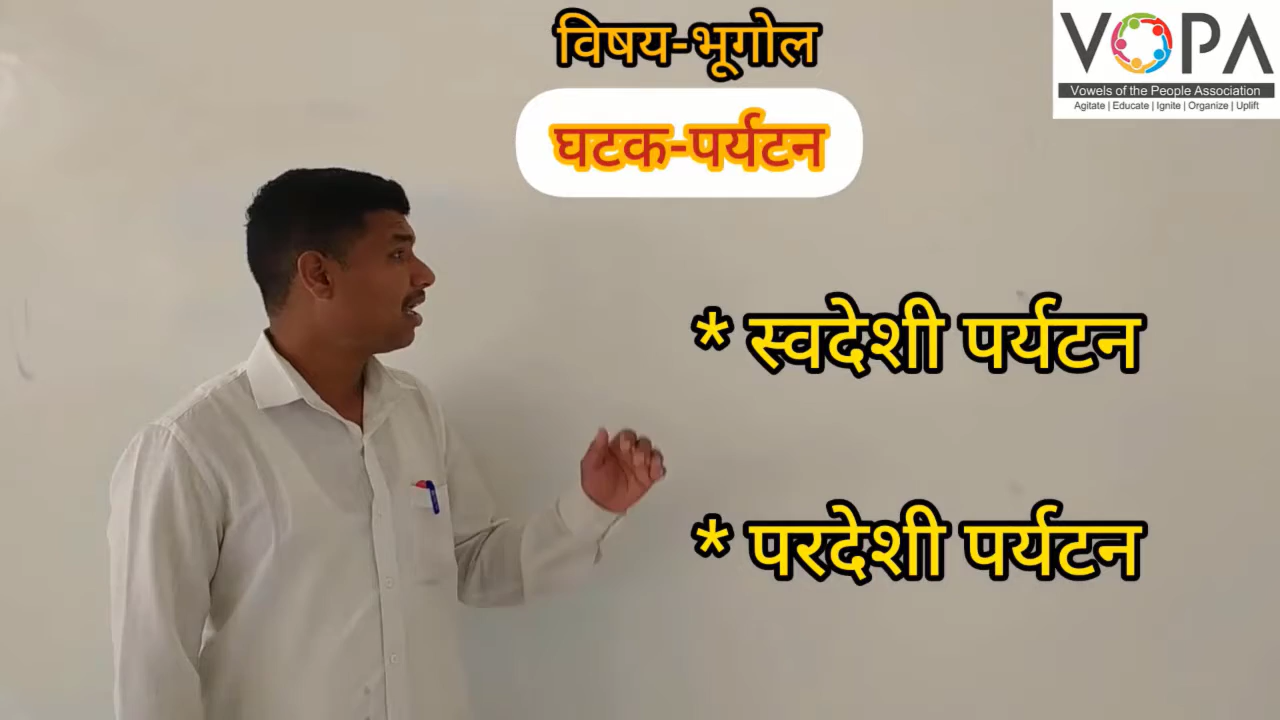 विषय-भूगोल
VOPA
Vowels of the People Association
Agitate | Educate | Ignite | Organize | Uplift
घटक-पर्यटन
* स्वदेशी पर्यटन
* परदेशी पर्यटन